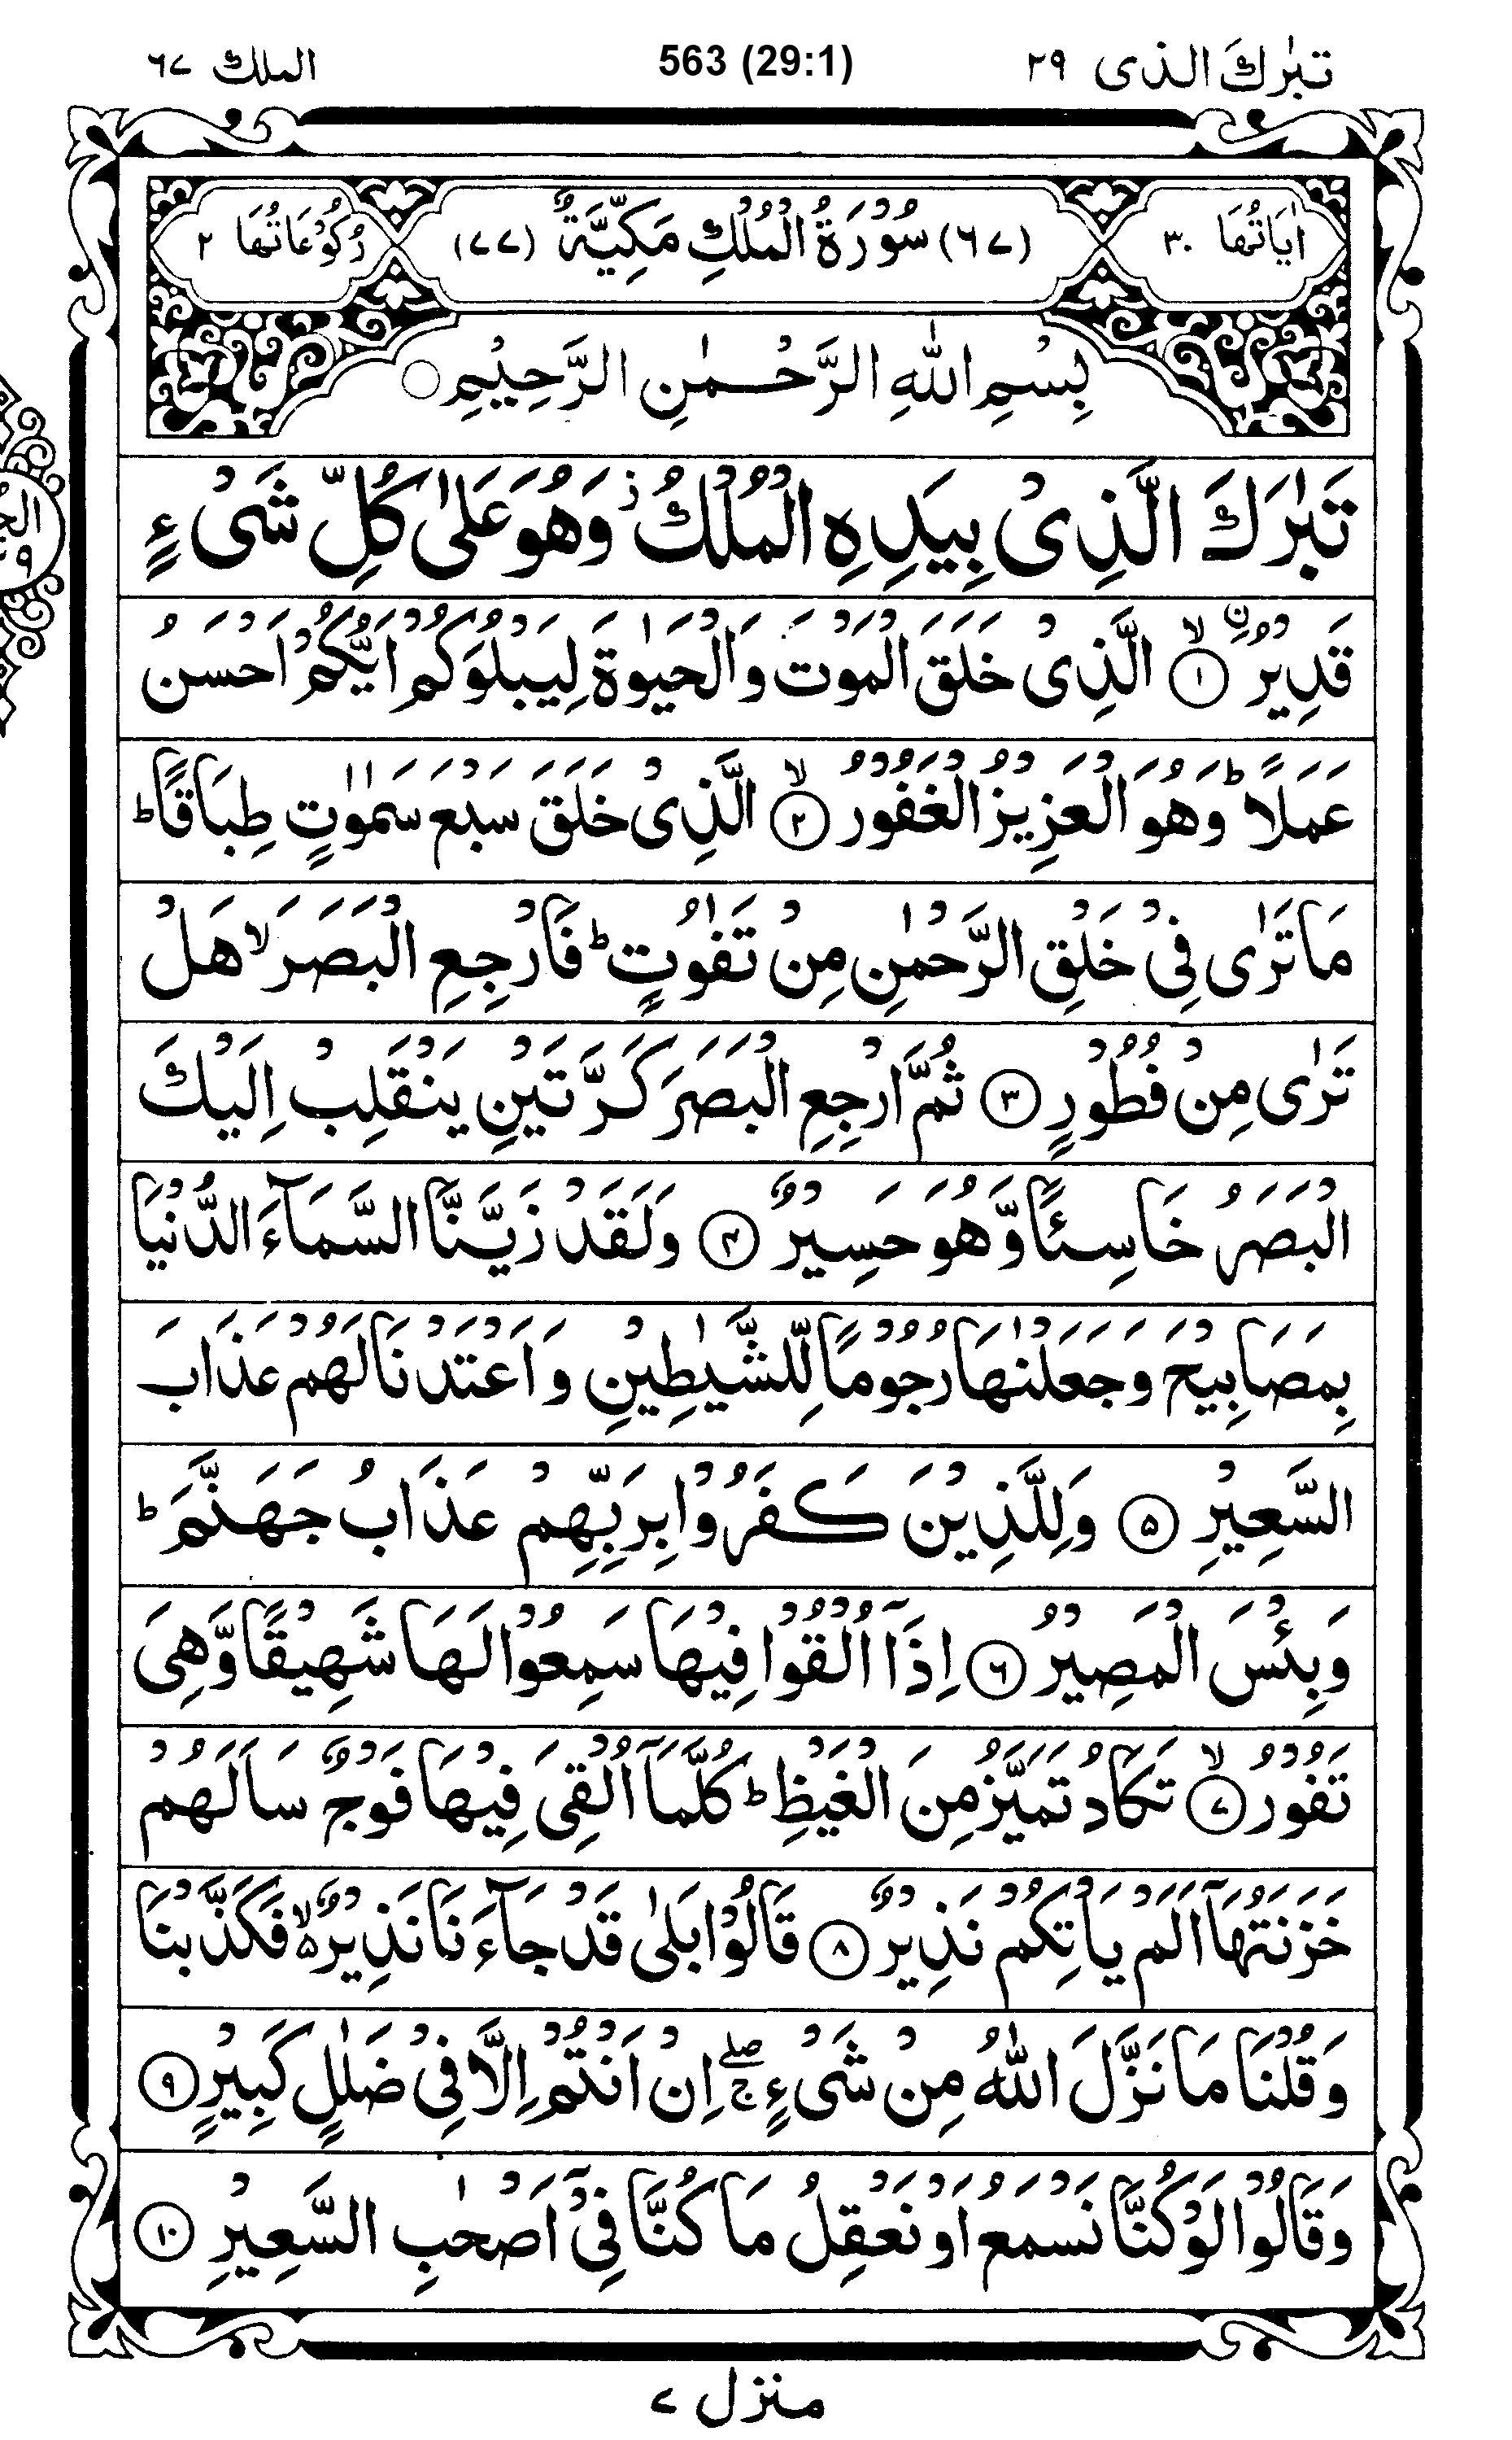 تبٰرك الذى ٢٩
563 (29:1)
الملك ٦٧
اٰيَاتُهَا ٣٠
(٦٧) سُوْرَةُ الْمُلْكِ مَكِّيَّةٌ (٧٧)
رُكُوْعَاتُهَا ٢
بِسْمِ اللّٰهِ الرَّحْمٰنِ الرَّحِيْمِ
تَبٰرَكَ الَّذِىْ بِيَدِهِ الْمُلْكُ ز وَهُوَ عَلٰى كُلِّ شَىْءٍ
قَدِيْرُ ۙ ن ﴿١﴾ الَّذِىْ خَلَقَ الْمَوْتَ وَالْحَيٰوةَ لِيَبْلُوَكُمْ اَيُّكُمْ اَحْسَنُ
عَمَلًا ؕ وَهُوَ الْعَزِيْزُ الْغَفُوْرُ ۙ ﴿٢﴾ الَّذِىْ خَلَقَ سَبْعَ سَمٰوٰتٍ طِبَاقًا ؕ
مَا تَرٰى فِىْ خَلْقِ الرَّحْمٰنِ مِنْ تَفٰوُتٍ ؕ فَارْجِعِ الْبَصَرَ ۙ هَلْ
تَرٰى مِنْ فُطُوْرٍ ﴿٣﴾ ثُمَّ ارْجِعِ الْبَصَرَ كَرَّتَيْنِ يَنْقَلِبْ اِلَيْكَ
الْبَصَرُ خَاسِئًا وَّهُوَ حَسِيْرٌ ﴿٤﴾ وَلَقَدْ زَيَّنَّا السَّمَآءَ الدُّنْيَا
بِمَصَابِيْحَ وَجَعَلْنٰهَا رُجُوْمًا لِّلشَّيٰطِيْنِ وَاَعْتَدْنَا لَهُمْ عَذَابَ
السَّعِيْرِ ﴿٥﴾ وَلِلَّذِيْنَ كَفَرُوْا بِرَبِّهِمْ عَذَابُ جَهَنَّمَ ؕ
وَبِئْسَ الْمَصِيْرُ ﴿٦﴾ اِذَآ اُلْقُوْا فِيْهَا سَمِعُوْا لَهَا شَهِيْقًا وَّهِىَ
تَفُوْرُ ۙ ﴿٧﴾ تَكَادُ تَمَيَّزُ مِنَ الْغَيْظِ ؕ كُلَّمَآ اُلْقِىَ فِيْهَا فَوْجٌ سَاَلَهُمْ
خَزَنَتُهَآ اَلَمْ يَاْتِكُمْ نَذِيْرٌ ﴿٨﴾ قَالُوْا بَلٰى قَدْ جَآءَنَا نَذِيْرٌ ۙ فَكَذَّبْنَا
وَقُلْنَا مَا نَزَّلَ اللّٰهُ مِنْ شَىْءٍ ۖ ۚ اِنْ اَنْتُمْ اِلَّا فِىْ ضَلٰلٍ كَبِيْرٍ ﴿٩﴾
وَقَالُوْا لَوْ كُنَّا نَسْمَعُ اَوْ نَعْقِلُ مَا كُنَّا فِىْٓ اَصْحٰبِ السَّعِيْرِ ﴿١٠﴾
منزل ٧